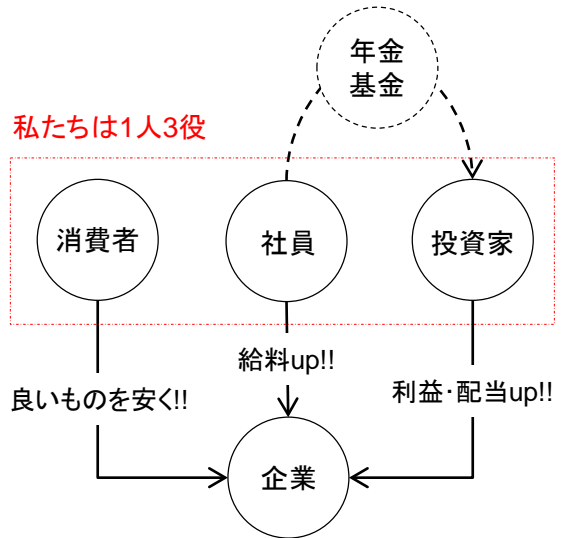 年金
基金
私たちは1人3役
消費者
社員
投資家
給料up!!
良いものを安く!!
利益･配当up!!
企業